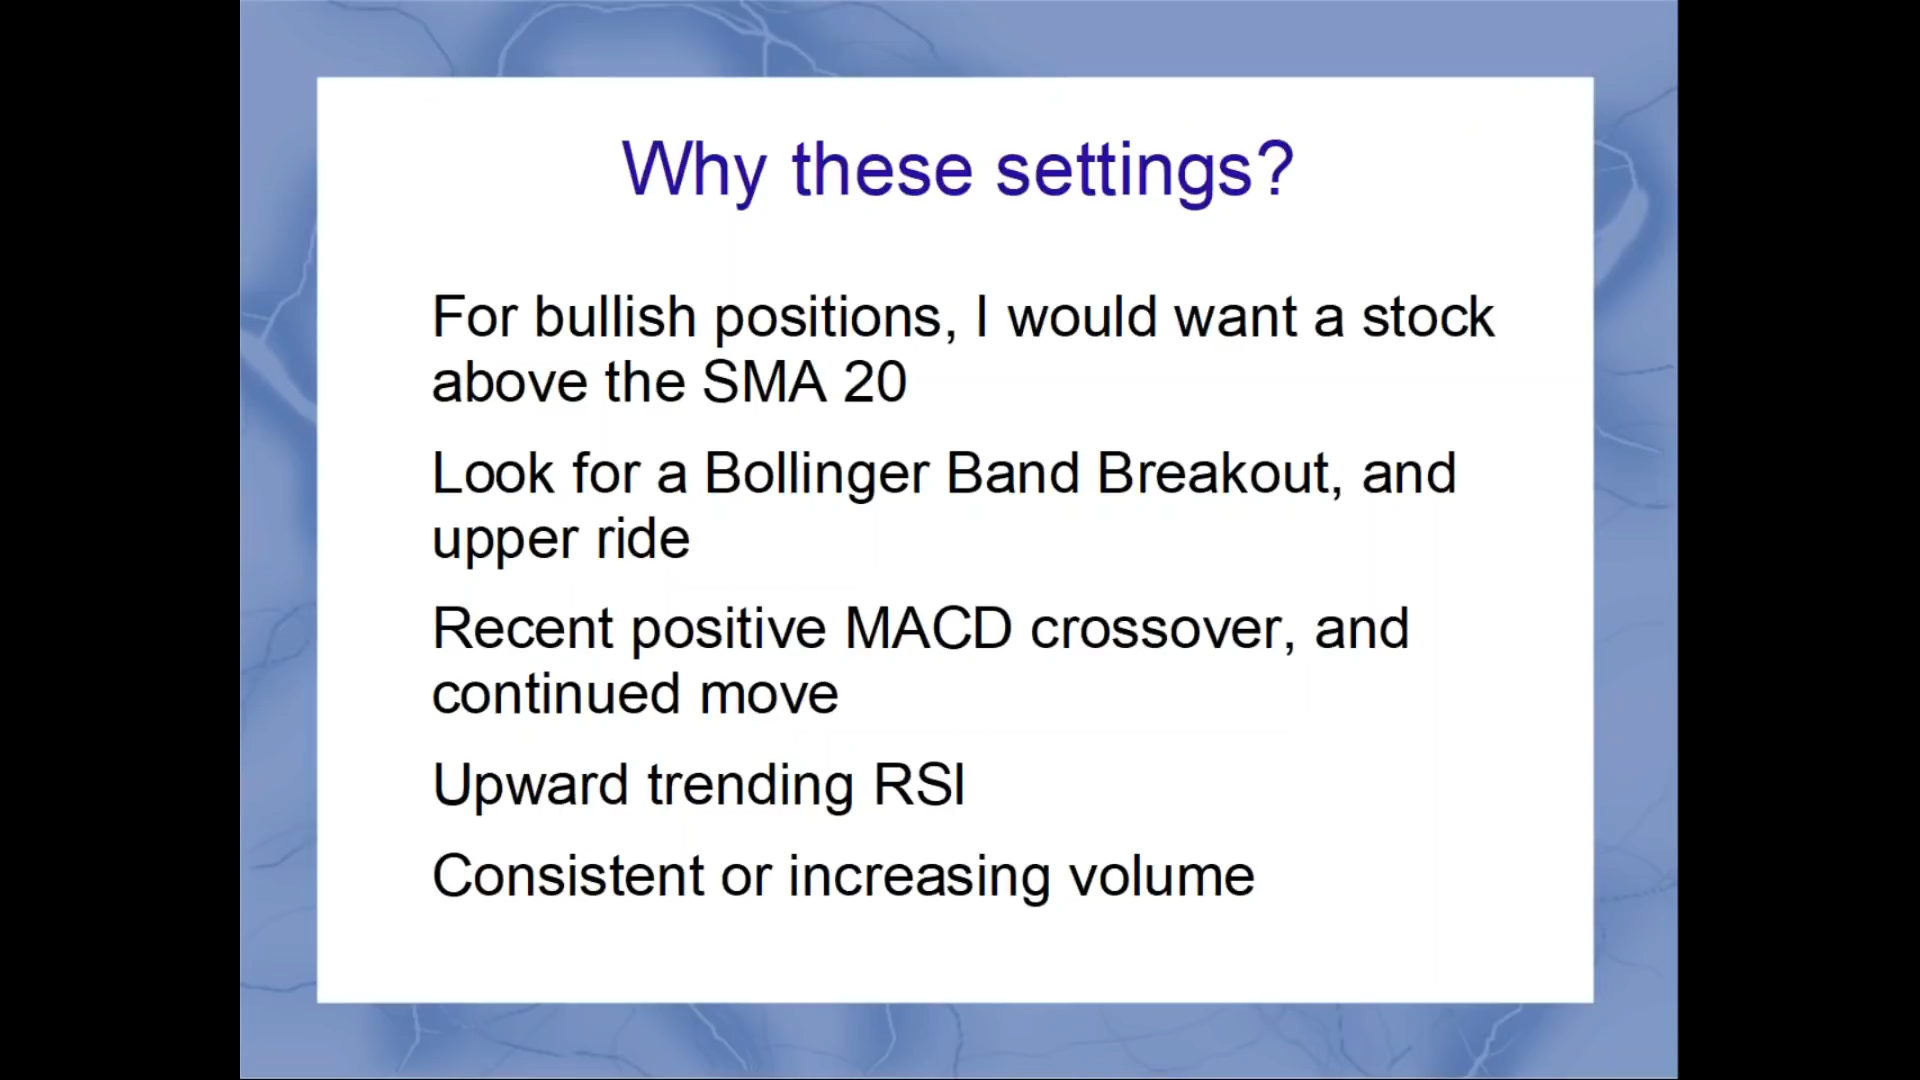 Why these settings?
For bullish positions, I would want a stock
above the SMA 20
Look for a Bollinger Band Breakout, and
upper ride
Recent positive MACD crossover, and
continued move
Upward trending RSI
Consistent or increasing volume